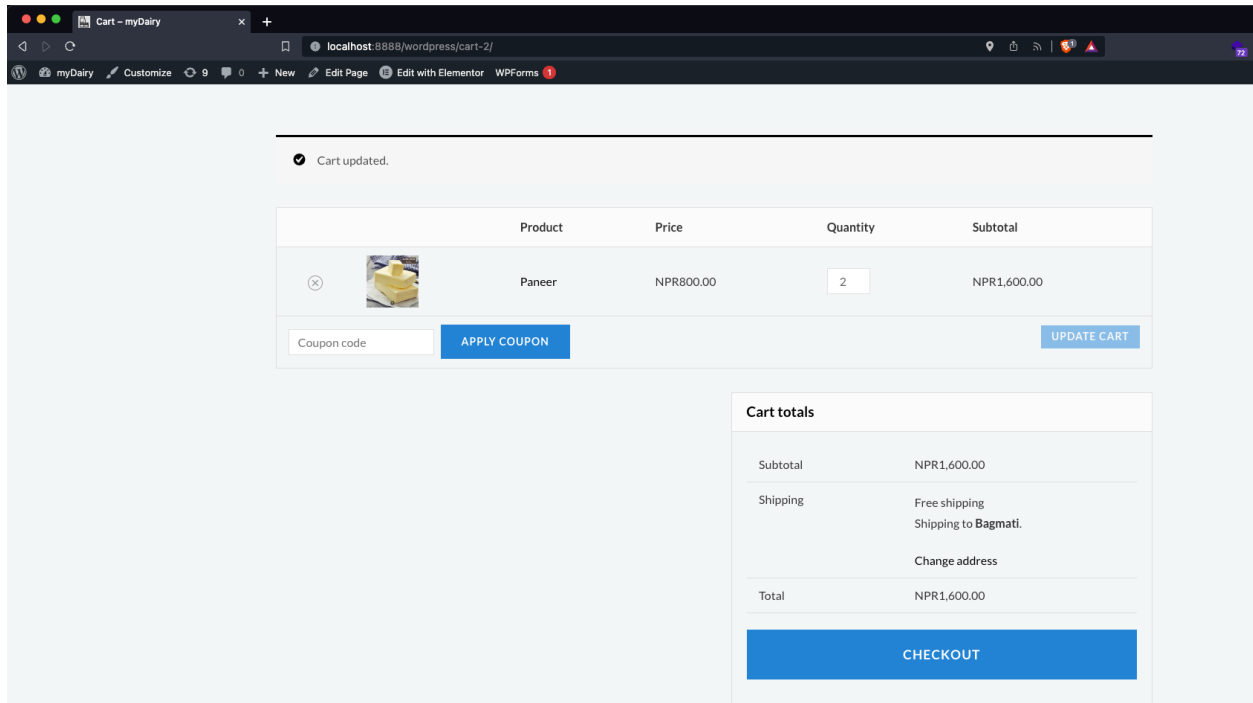 Cart – myDairy
localhost:8888/wordpress/cart-2/
72
myDairy Customize 9 0 New Edit Page Edit with Elementor WPForms 1
Cart updated.
Product Price Quantity Subtotal
Paneer NPR800.00 2 NPR1,600.00
Coupon code APPLY COUPON UPDATE CART
Cart totals
Subtotal NPR1,600.00
Shipping Free shipping
Shipping to Bagmati.
Change address
Total NPR1,600.00
CHECKOUT